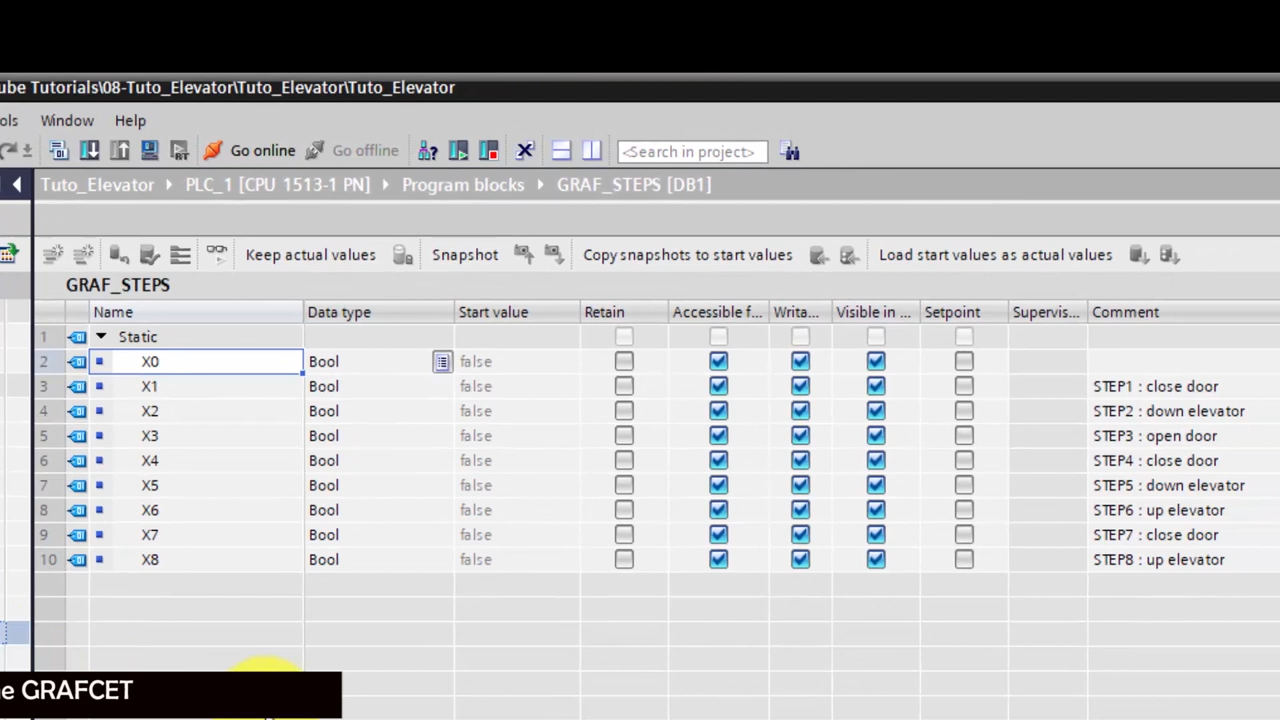 ube Tutorials\08-Tuto_Elevator\Tuto_Elevator\Tuto_Elevator
ols Window Help
Go online Go offline <Search in project>
Tuto_Elevator PLC_1 [CPU 1513-1 PN] Program blocks GRAF_STEPS [DB1]
Keep actual values Snapshot Copy snapshots to start values Load start values as actual values
GRAF_STEPS
Name Data type Start value Retain Accessible f... Writa... Visible in ... Setpoint Supervis... Comment
1 Static
2 X0 Bool false
3 X1 Bool false STEP1 : close door
4 X2 Bool false STEP2 : down elevator
5 X3 Bool false STEP3 : open door
6 X4 Bool false STEP4 : close door
7 X5 Bool false STEP5 : down elevator
8 X6 Bool false STEP6 : up elevator
9 X7 Bool false STEP7 : close door
10 X8 Bool false STEP8 : up elevator
e GRAFCET